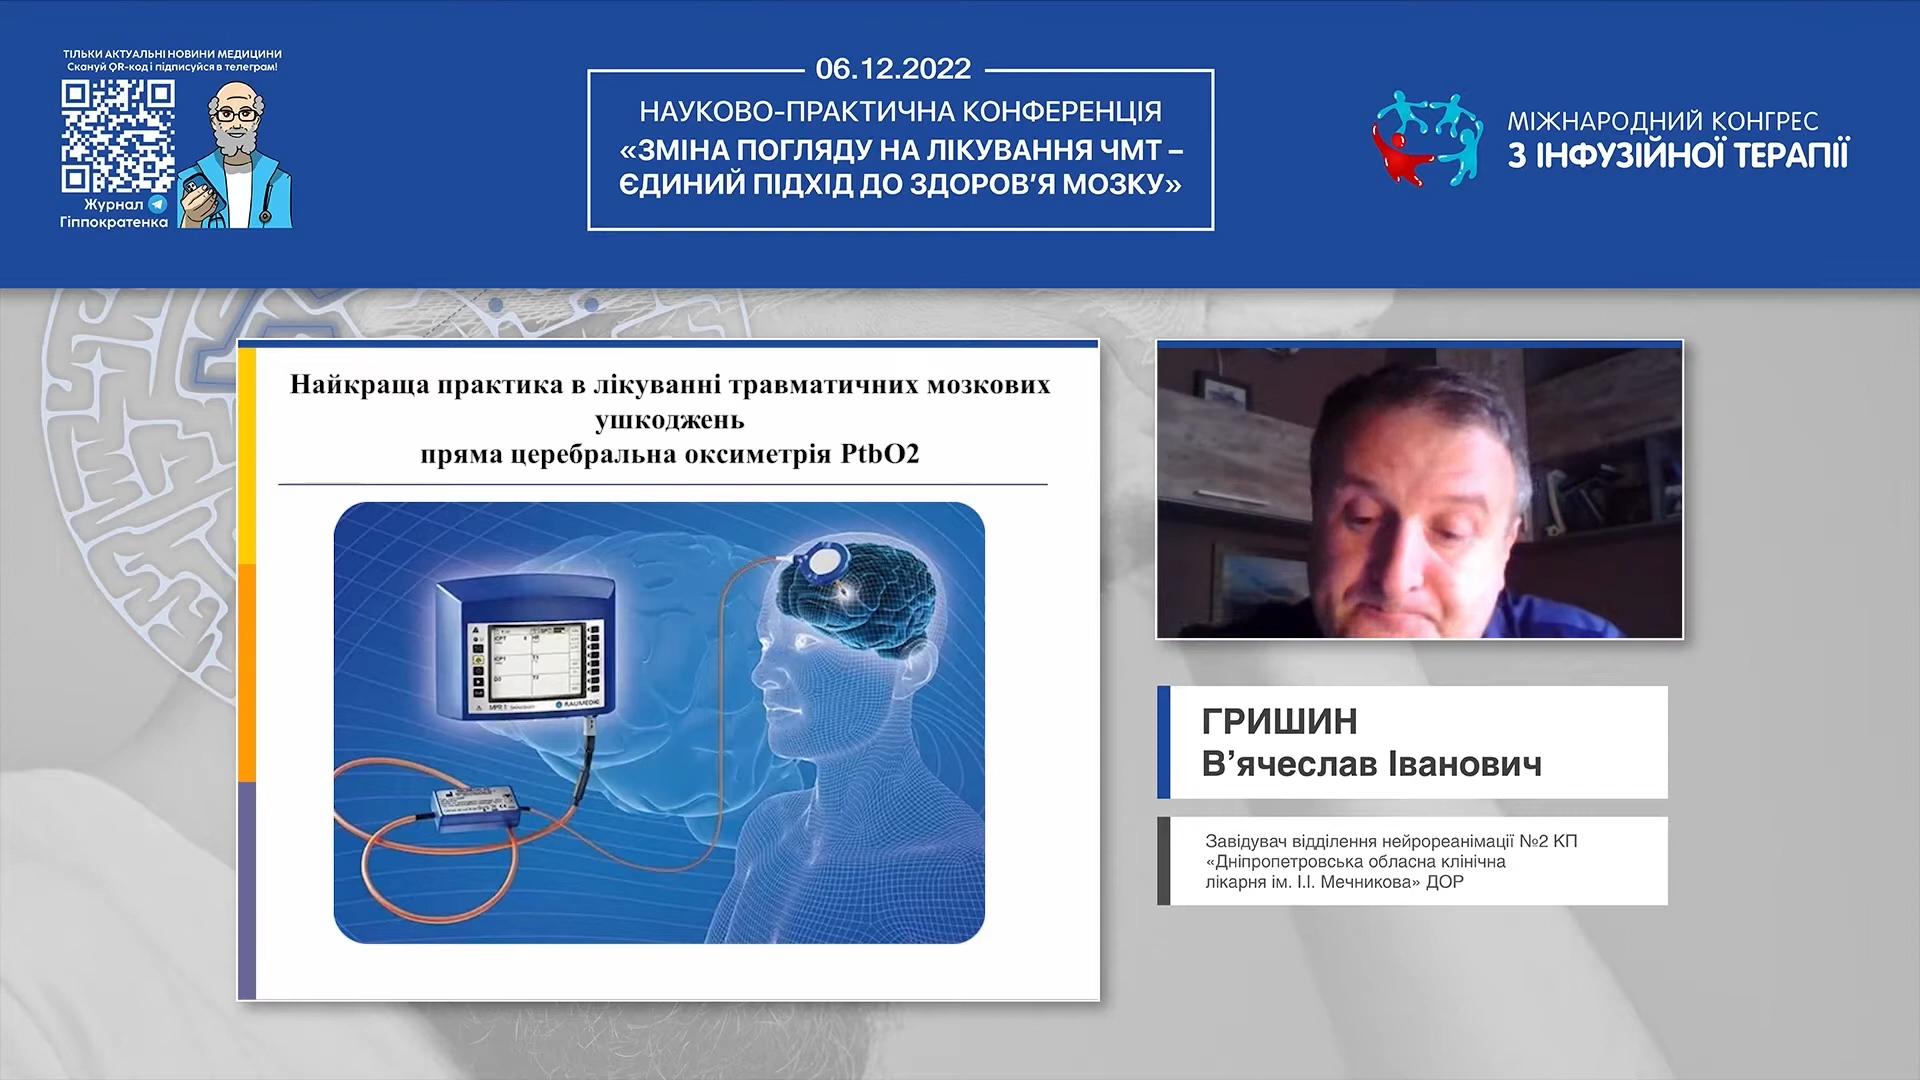 ТІЛЬКИ АКТУАЛЬНІ НОВИНИ МЕДИЦИНИ
Скануй QR-код і підписуйся в телеграм!
Журнал
Гіппократенка
06.12.2022
НАУКОВО-ПРАКТИЧНА КОНФЕРЕНЦІЯ
«ЗМІНА ПОГЛЯДУ НА ЛІКУВАННЯ ЧМТ –
ЄДИНИЙ ПІДХІД ДО ЗДОРОВ’Я МОЗКУ»
МІЖНАРОДНИЙ КОНГРЕС
З ІНФУЗІЙНОЇ ТЕРАПІЇ
Найкраща практика в лікуванні травматичних мозкових
ушкоджень
пряма церебральна оксиметрія PtbO2
RAUMEDIC
ГРИШИН
В’ячеслав Іванович
Завідувач відділення нейрореанімації №2 КП
«Дніпропетровська обласна клінічна
лікарня ім. І.І. Мечникова» ДОР